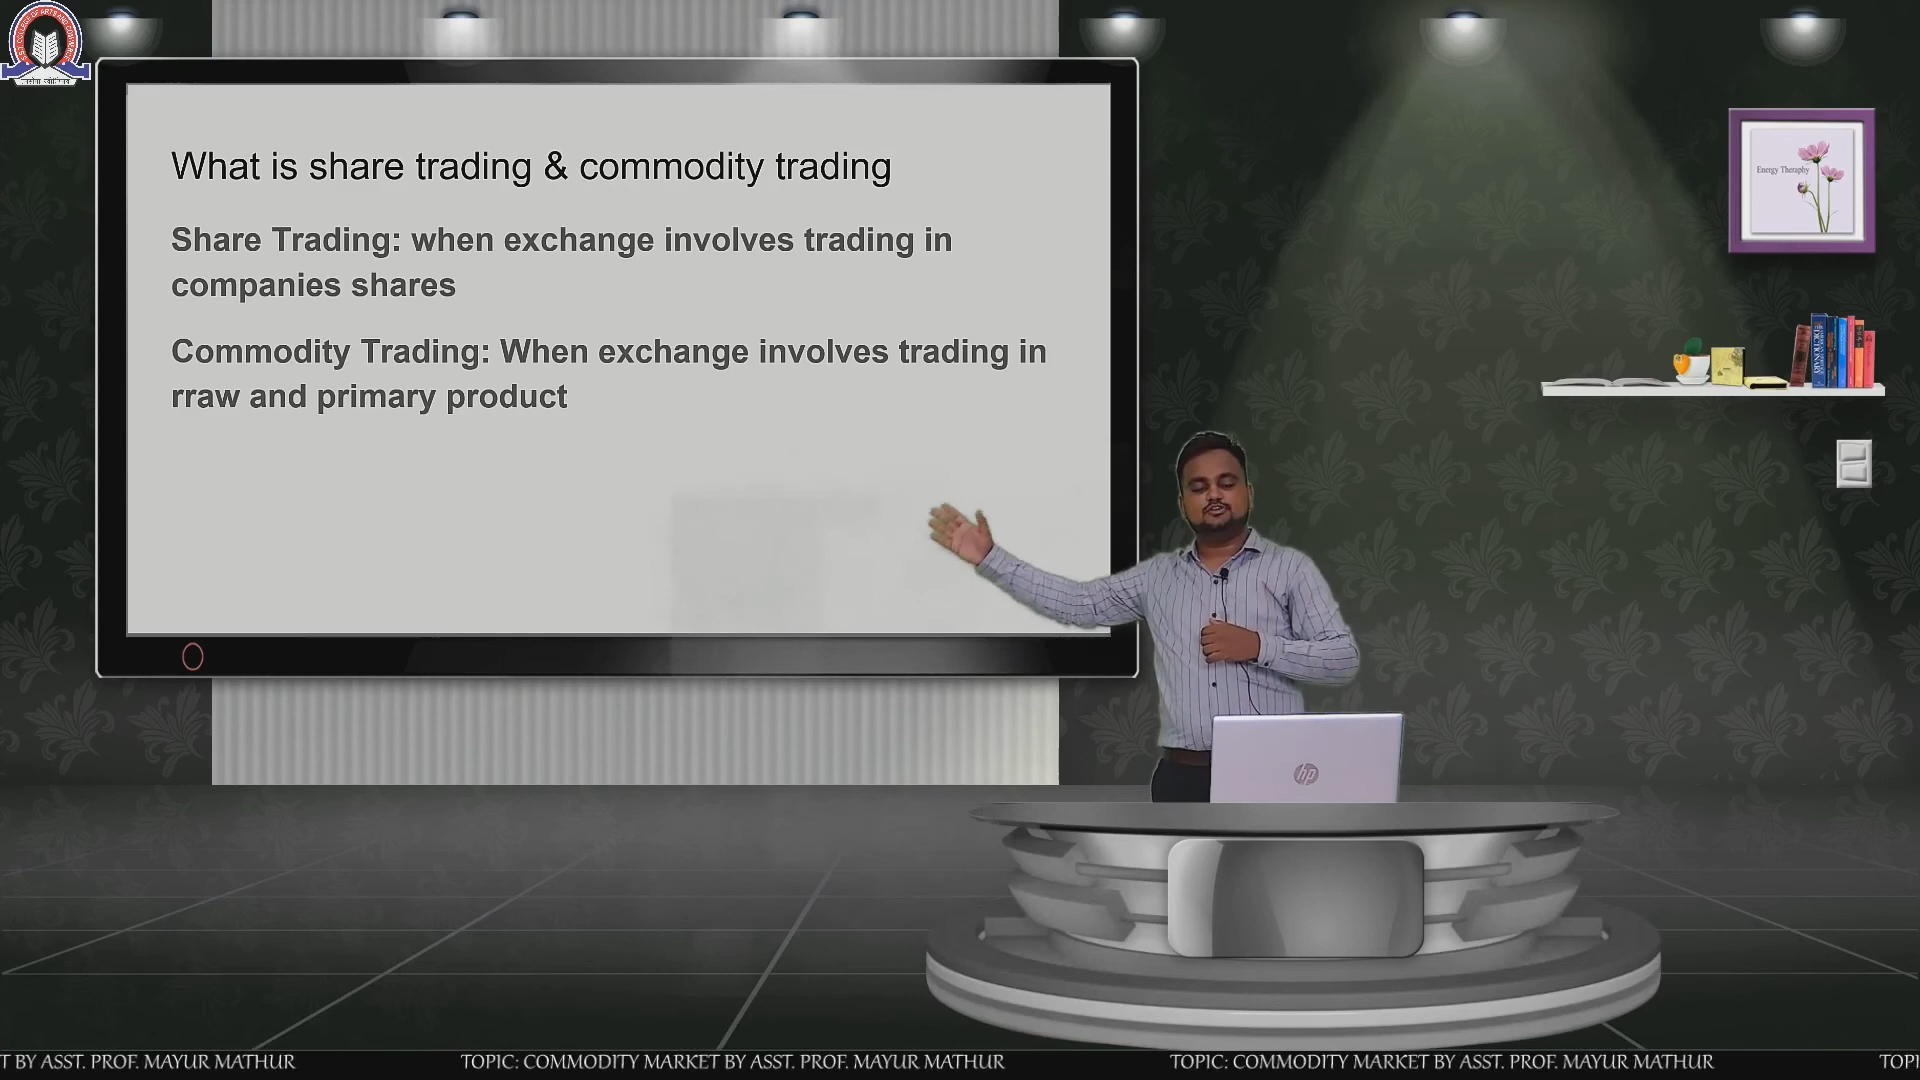 What is share trading & commodity trading
Share Trading: when exchange involves trading in
companies shares
Commodity Trading: When exchange involves trading in
rraw and primary product
Energy Theraphy
DICTIONARY
hp
T BY ASST. PROF. MAYUR MATHUR TOPIC: COMMODITY MARKET BY ASST. PROF. MAYUR MATHUR TOPIC: COMMODITY MARKET BY ASST. PROF. MAYUR MATHUR TOPI